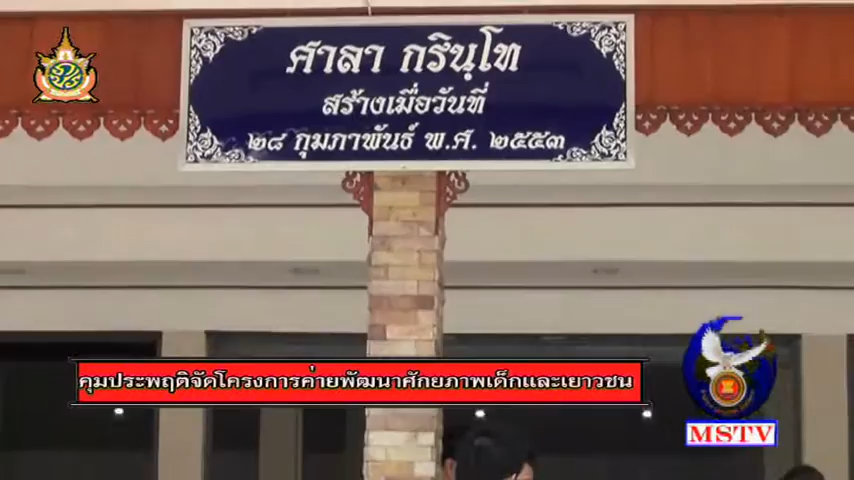 ศาลา กรินฺโท
สร้างเมื่อวันที่
๒๘ กุมภาพันธ์ พ.ศ. ๒๕๕๓
คุมประพฤติจัดโครงการค่ายพัฒนาศักยภาพเด็กและเยาวชน
MSTV